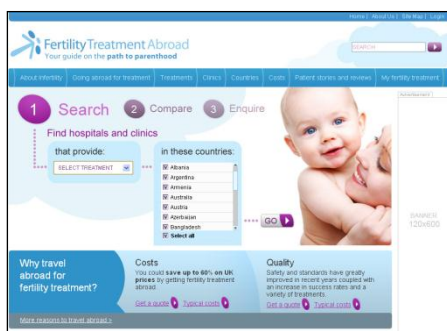 Home | About Us | Site Map | Login
Fertility Treatment Abroad
Your guide on the path to parenthood
SEARCH
About infertility Going abroad for treatment Treatments Clinics Countries Costs Patient stories and reviews My fertility treatment
1 Search 2 Compare 3 Enquire
Find hospitals and clinics
that provide:
SELECT TREATMENT
in these countries:
Albania
Argentina
Armenia
Australia
Austria
Azerbaijan
Bangladesh
Select all
GO
BANNER
120x600
Why travel
abroad for
fertility treatment?
Costs
You could save up to 60% on UK
prices by getting fertility treatment
abroad.
Get a quote Typical costs
Quality
Safety and standards have greatly
improved in recent years coupled with
an increase in success rates and a
variety of treatments.
Get a quote Typical costs
More reasons to travel abroad >